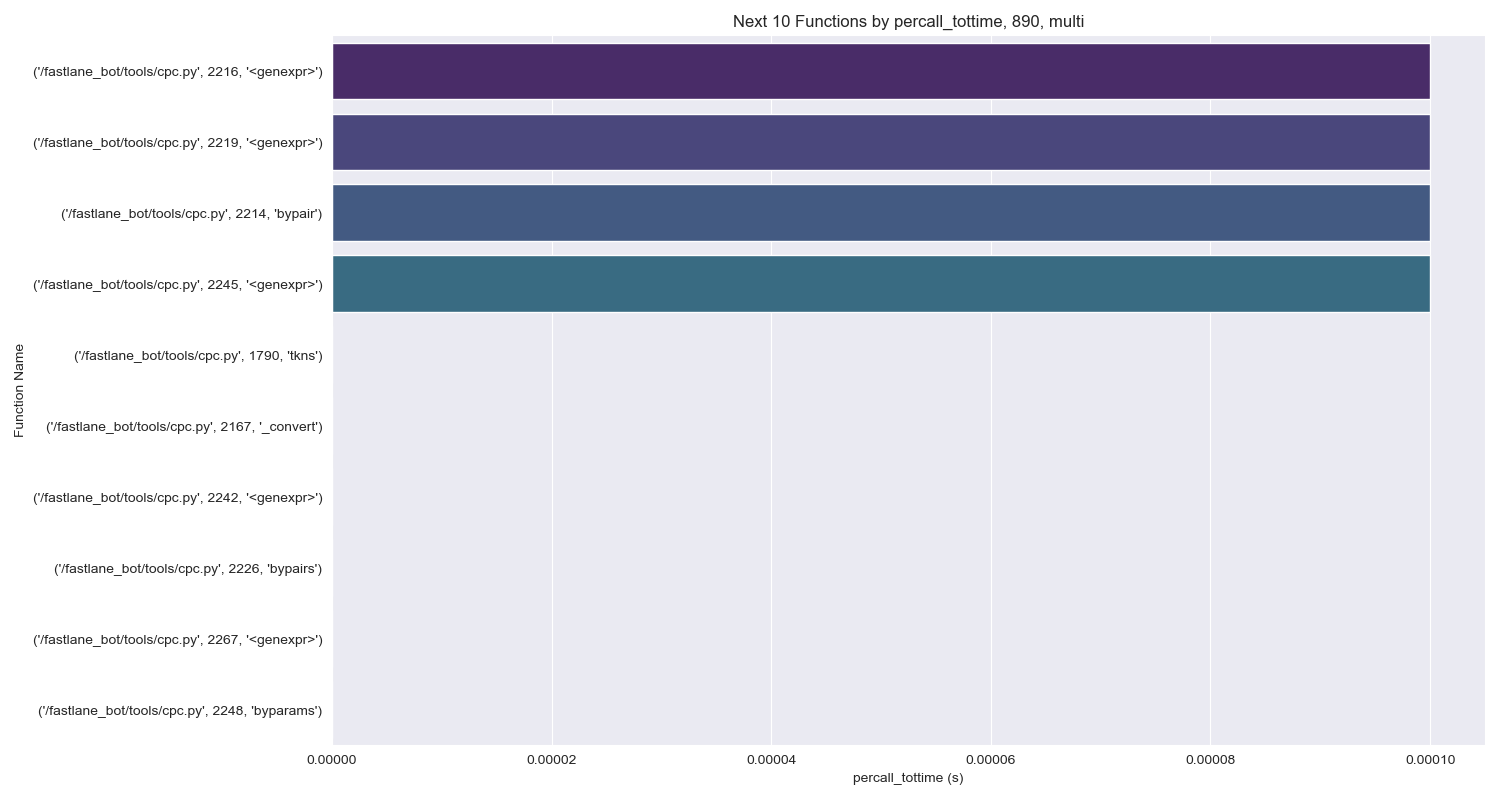 Next 10 Functions by percall_tottime, 890, multi
('/fastlane_bot/tools/cpc.py', 2216, '<genexpr>')
('/fastlane_bot/tools/cpc.py', 2219, '<genexpr>')
('/fastlane_bot/tools/cpc.py', 2214, 'bypair')
('/fastlane_bot/tools/cpc.py', 2245, '<genexpr>')
('/fastlane_bot/tools/cpc.py', 1790, 'tkns')
('/fastlane_bot/tools/cpc.py', 2167, '_convert')
('/fastlane_bot/tools/cpc.py', 2242, '<genexpr>')
('/fastlane_bot/tools/cpc.py', 2226, 'bypairs')
('/fastlane_bot/tools/cpc.py', 2267, '<genexpr>')
('/fastlane_bot/tools/cpc.py', 2248, 'byparams')
Function Name
0.00000 0.00002 0.00004 0.00006 0.00008 0.00010
percall_tottime (s)